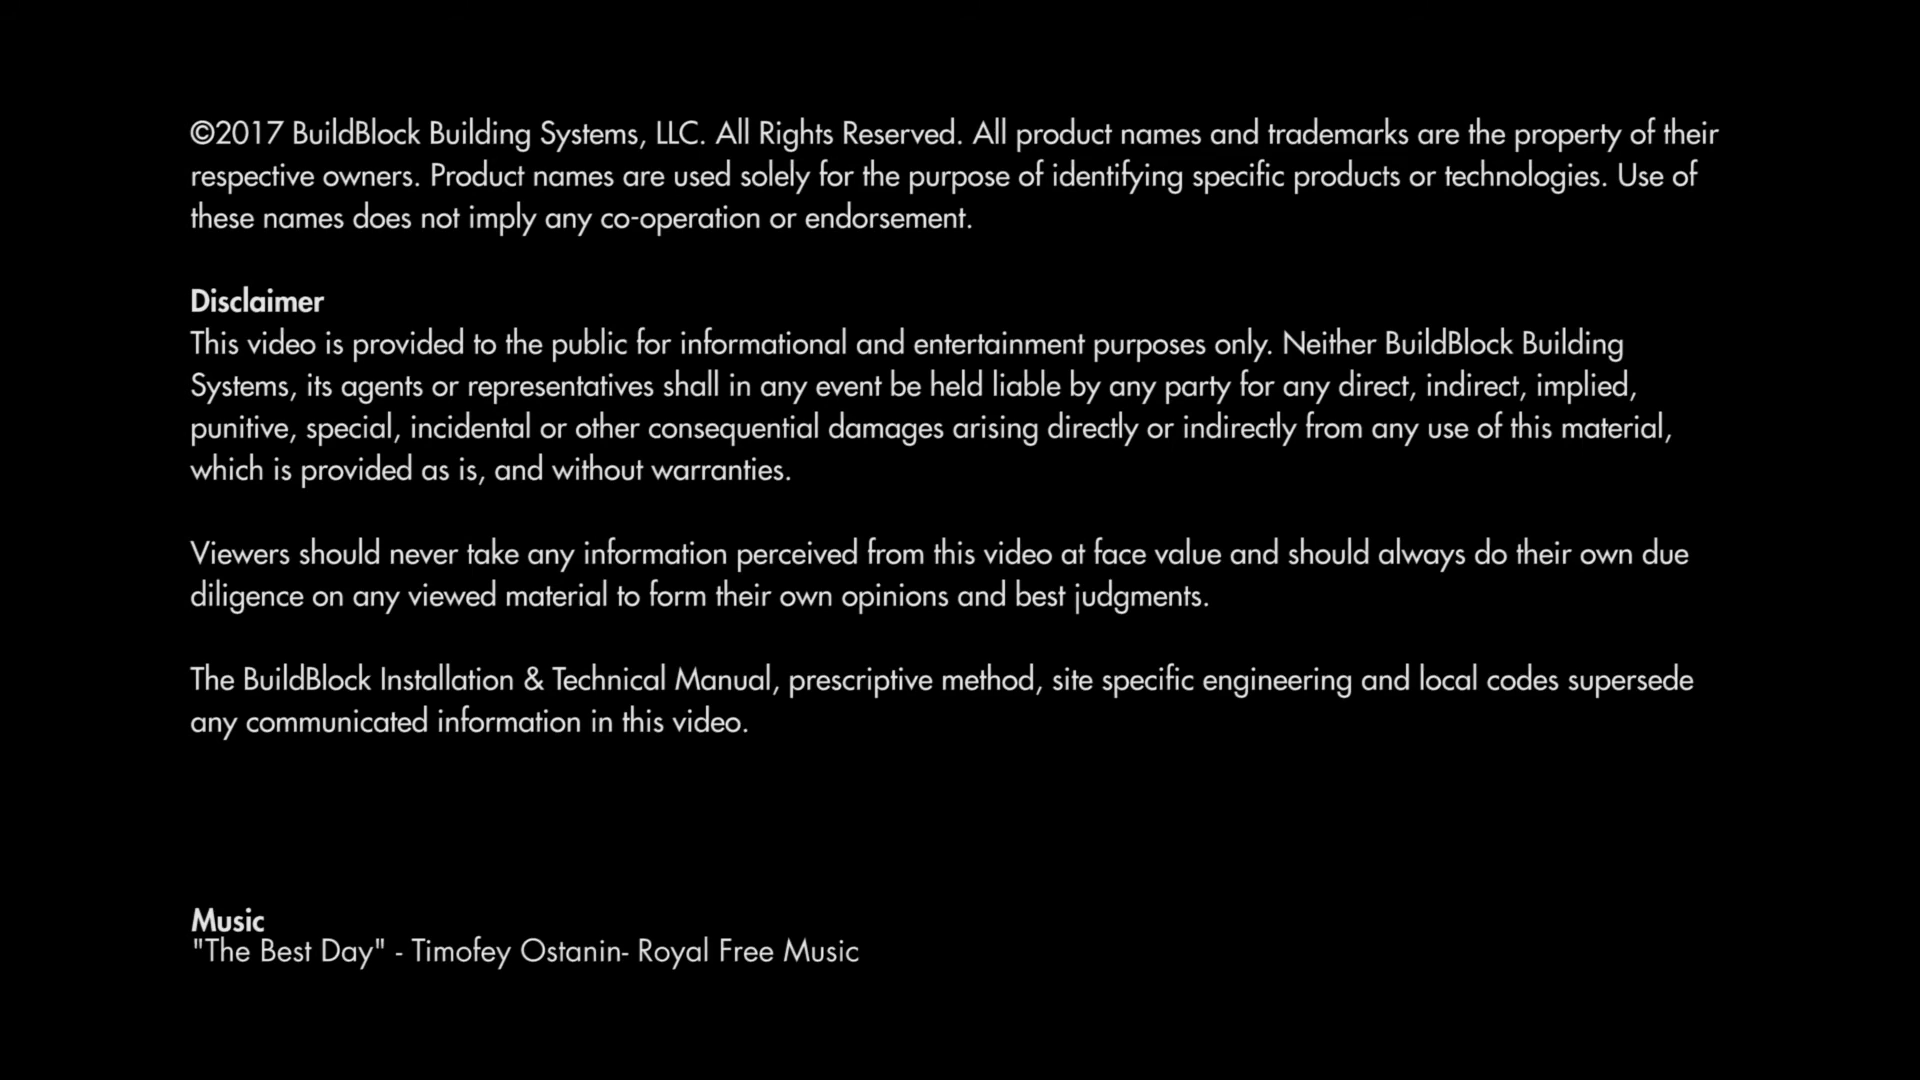 ©2017 BuildBlock Building Systems, LLC. All Rights Reserved. All product names and trademarks are the property of their
respective owners. Product names are used solely for the purpose of identifying specific products or technologies. Use of
these names does not imply any co-operation or endorsement.
Disclaimer
This video is provided to the public for informational and entertainment purposes only. Neither BuildBlock Building
Systems, its agents or representatives shall in any event be held liable by any party for any direct, indirect, implied,
punitive, special, incidental or other consequential damages arising directly or indirectly from any use of this material,
which is provided as is, and without warranties.
Viewers should never take any information perceived from this video at face value and should always do their own due
diligence on any viewed material to form their own opinions and best judgments.
The BuildBlock Installation & Technical Manual, prescriptive method, site specific engineering and local codes supersede
any communicated information in this video.
Music
"The Best Day" - Timofey Ostanin- Royal Free Music